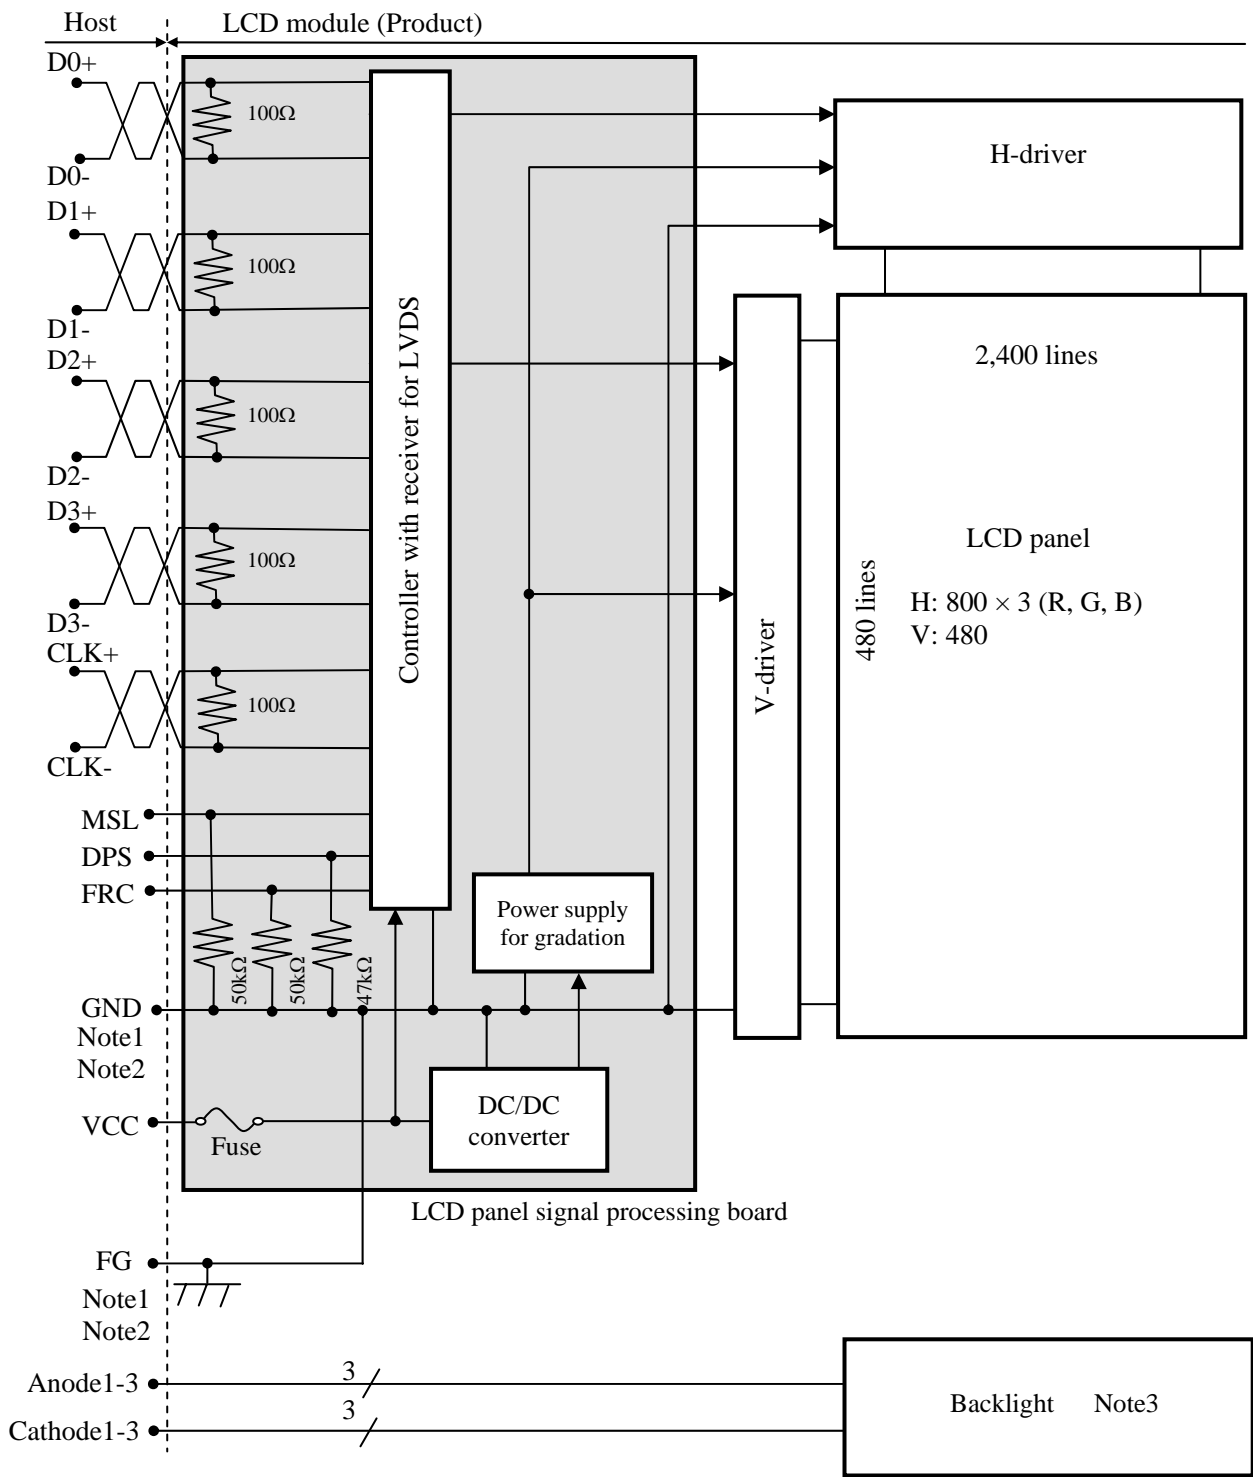 Host
LCD module (Product)
D0+
100Ω
D0-
D1+
100Ω
D1-
D2+
100Ω
D2-
D3+
100Ω
D3-
CLK+
100Ω
CLK-
MSL
DPS
FRC
50kΩ
50kΩ
47kΩ
GND
Note1
Note2
VCC
Fuse
Controller with receiver for LVDS
Power supply
for gradation
DC/DC
converter
LCD panel signal processing board
H-driver
V-driver
2,400 lines
480 lines
LCD panel
H: 800 × 3 (R, G, B)
V: 480
FG
Note1
Note2
Anode1-3
3
Cathode1-3
3
Backlight Note3